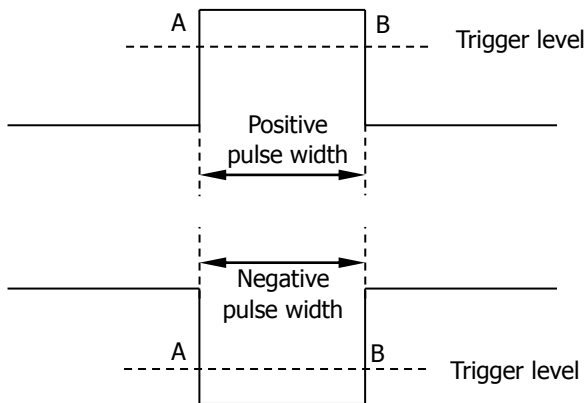 A
B
Trigger level
Positive
pulse width
Negative
pulse width
A
B
Trigger level